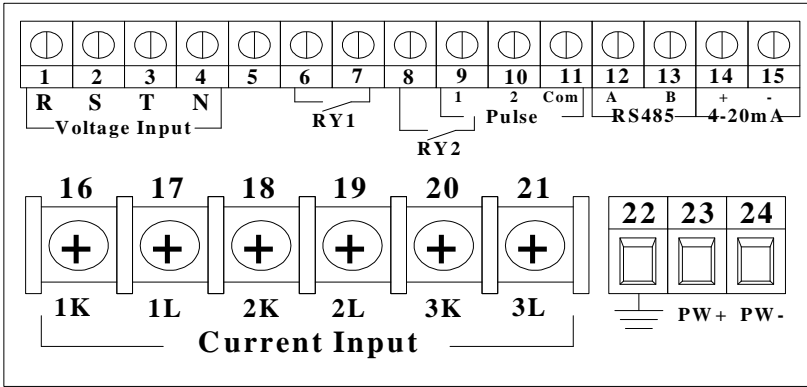 1 2 3 4 5 6 7 8 9 10 11 12 13 14 15
R S T N 1 2 Com A B + -
Voltage Input RY1 Pulse RS485 4-20mA
RY2
16 17 18 19 20 21 22 23 24
1K 1L 2K 2L 3K 3L PW+ PW-
Current Input